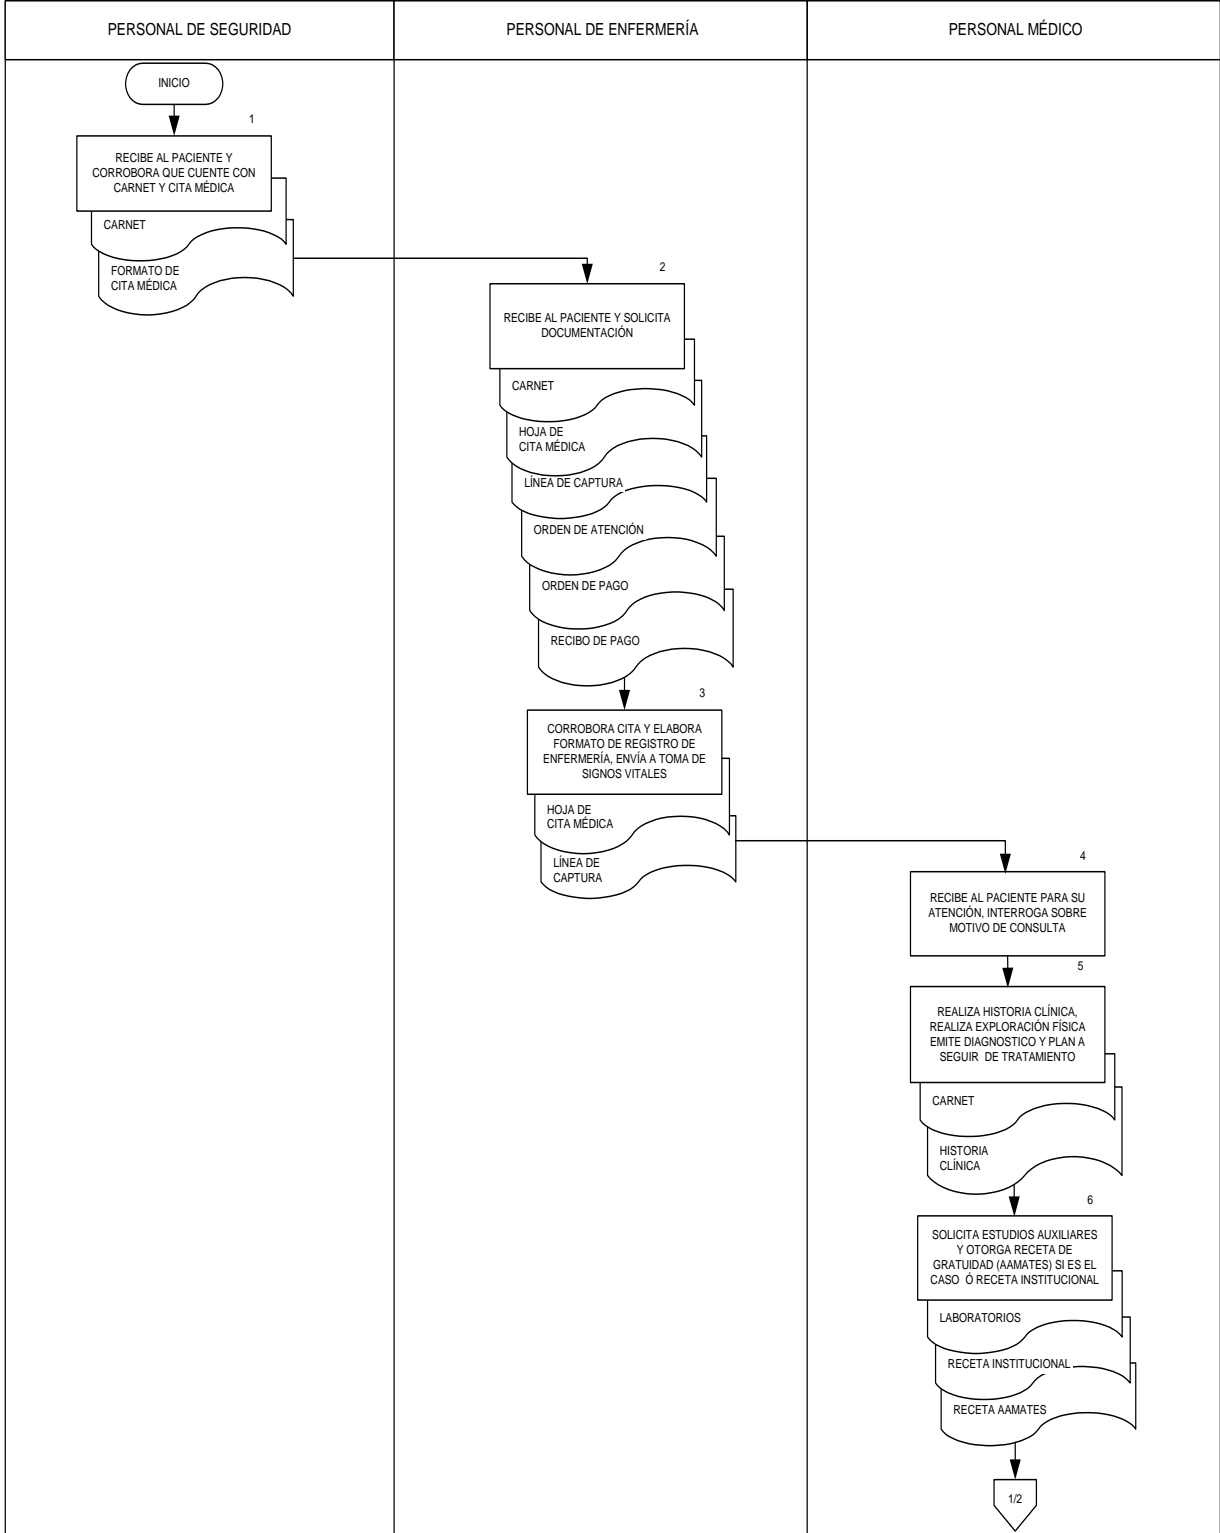 PERSONAL DE SEGURIDAD
PERSONAL DE ENFERMERÍA
PERSONAL MÉDICO
INICIO
1
RECIBE AL PACIENTE Y
CORROBORA QUE CUENTE CON
CARNET Y CITA MÉDICA
CARNET
FORMATO DE
CITA MÉDICA
2
RECIBE AL PACIENTE Y SOLICITA
DOCUMENTACIÓN
CARNET
HOJA DE
CITA MÉDICA
LÍNEA DE CAPTURA
ORDEN DE ATENCIÓN
ORDEN DE PAGO
RECIBO DE PAGO
3
CORROBORA CITA Y ELABORA
FORMATO DE REGISTRO DE
ENFERMERÍA, ENVÍA A TOMA DE
SIGNOS VITALES
HOJA DE
CITA MÉDICA
LÍNEA DE
CAPTURA
4
RECIBE AL PACIENTE PARA SU
ATENCIÓN, INTERROGA SOBRE
MOTIVO DE CONSULTA
5
REALIZA HISTORIA CLÍNICA,
REALIZA EXPLORACIÓN FÍSICA
EMITE DIAGNOSTICO Y PLAN A
SEGUIR DE TRATAMIENTO
CARNET
HISTORIA
CLÍNICA
6
SOLICITA ESTUDIOS AUXILIARES
Y OTORGA RECETA DE
GRATUIDAD (AAMATES) SI ES EL
CASO Ó RECETA INSTITUCIONAL
LABORATORIOS
RECETA INSTITUCIONAL
RECETA AAMATES
1/2